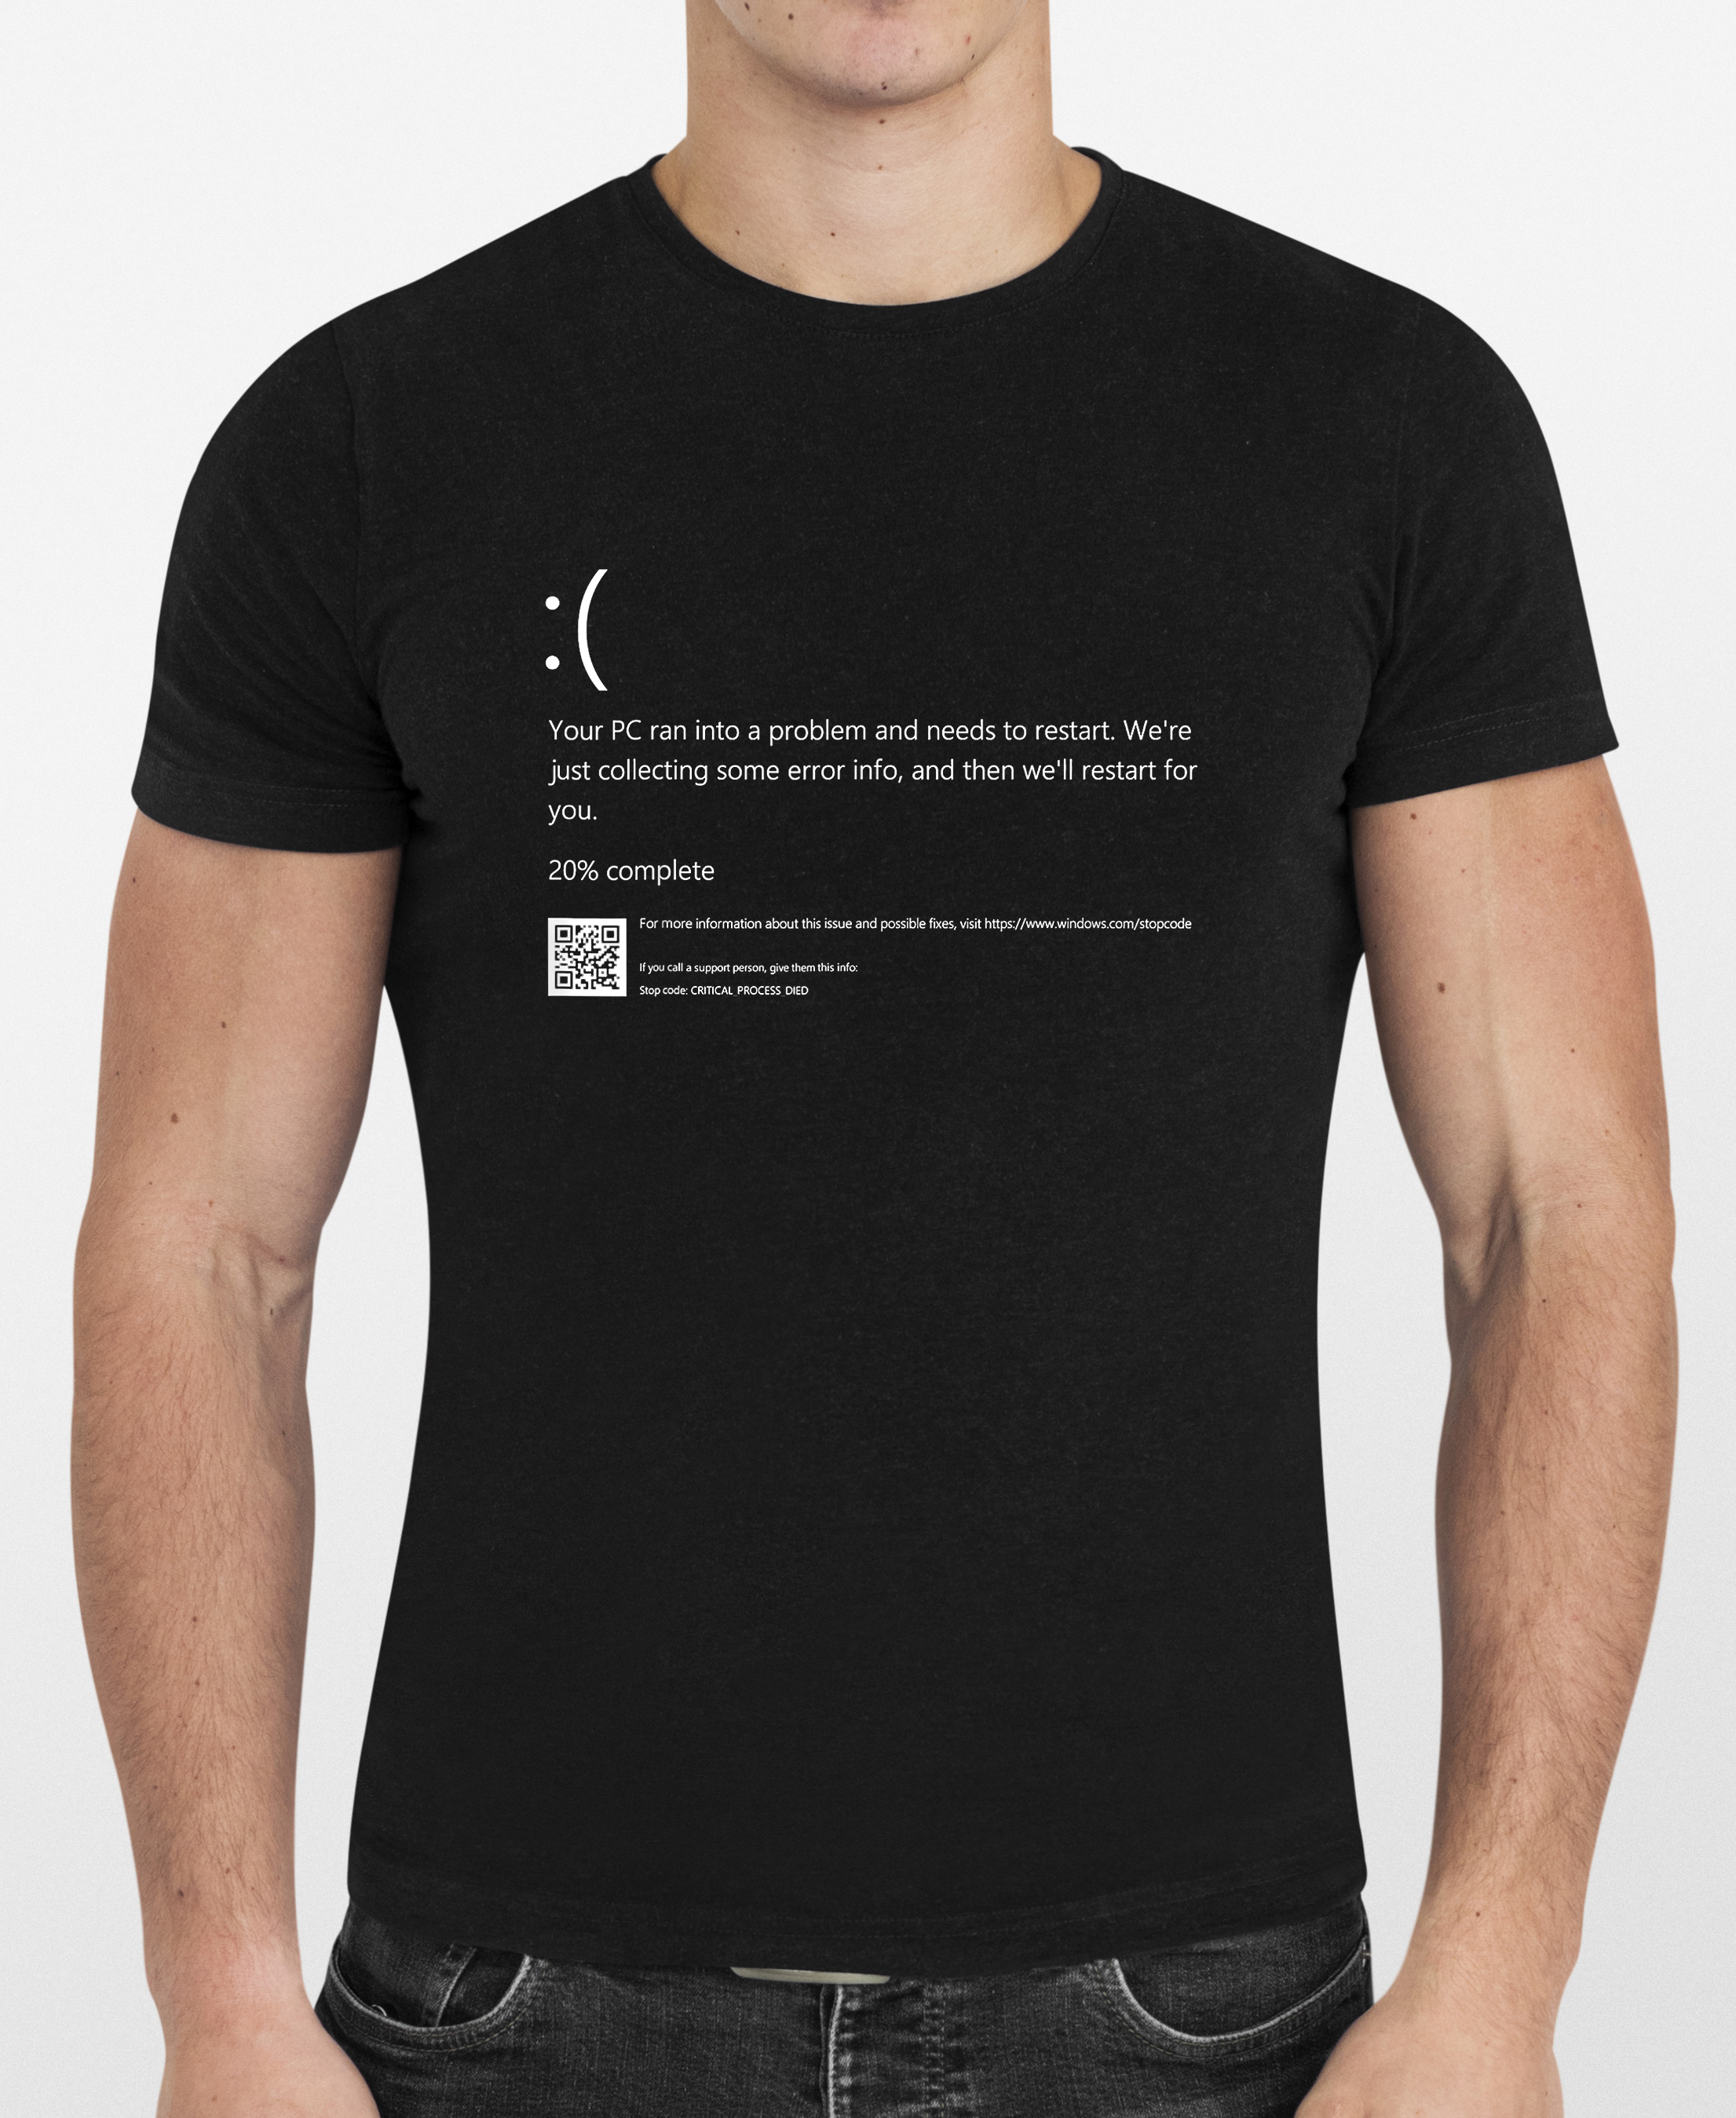 :(
Your PC ran into a problem and needs to restart. We're
just collecting some error info, and then we'll restart for
you.
20% complete
For more information about this issue and possible fixes, visit https://www.windows.com/stopcode
If you call a support person, give them this info:
Stop code: CRITICAL_PROCESS_DIED